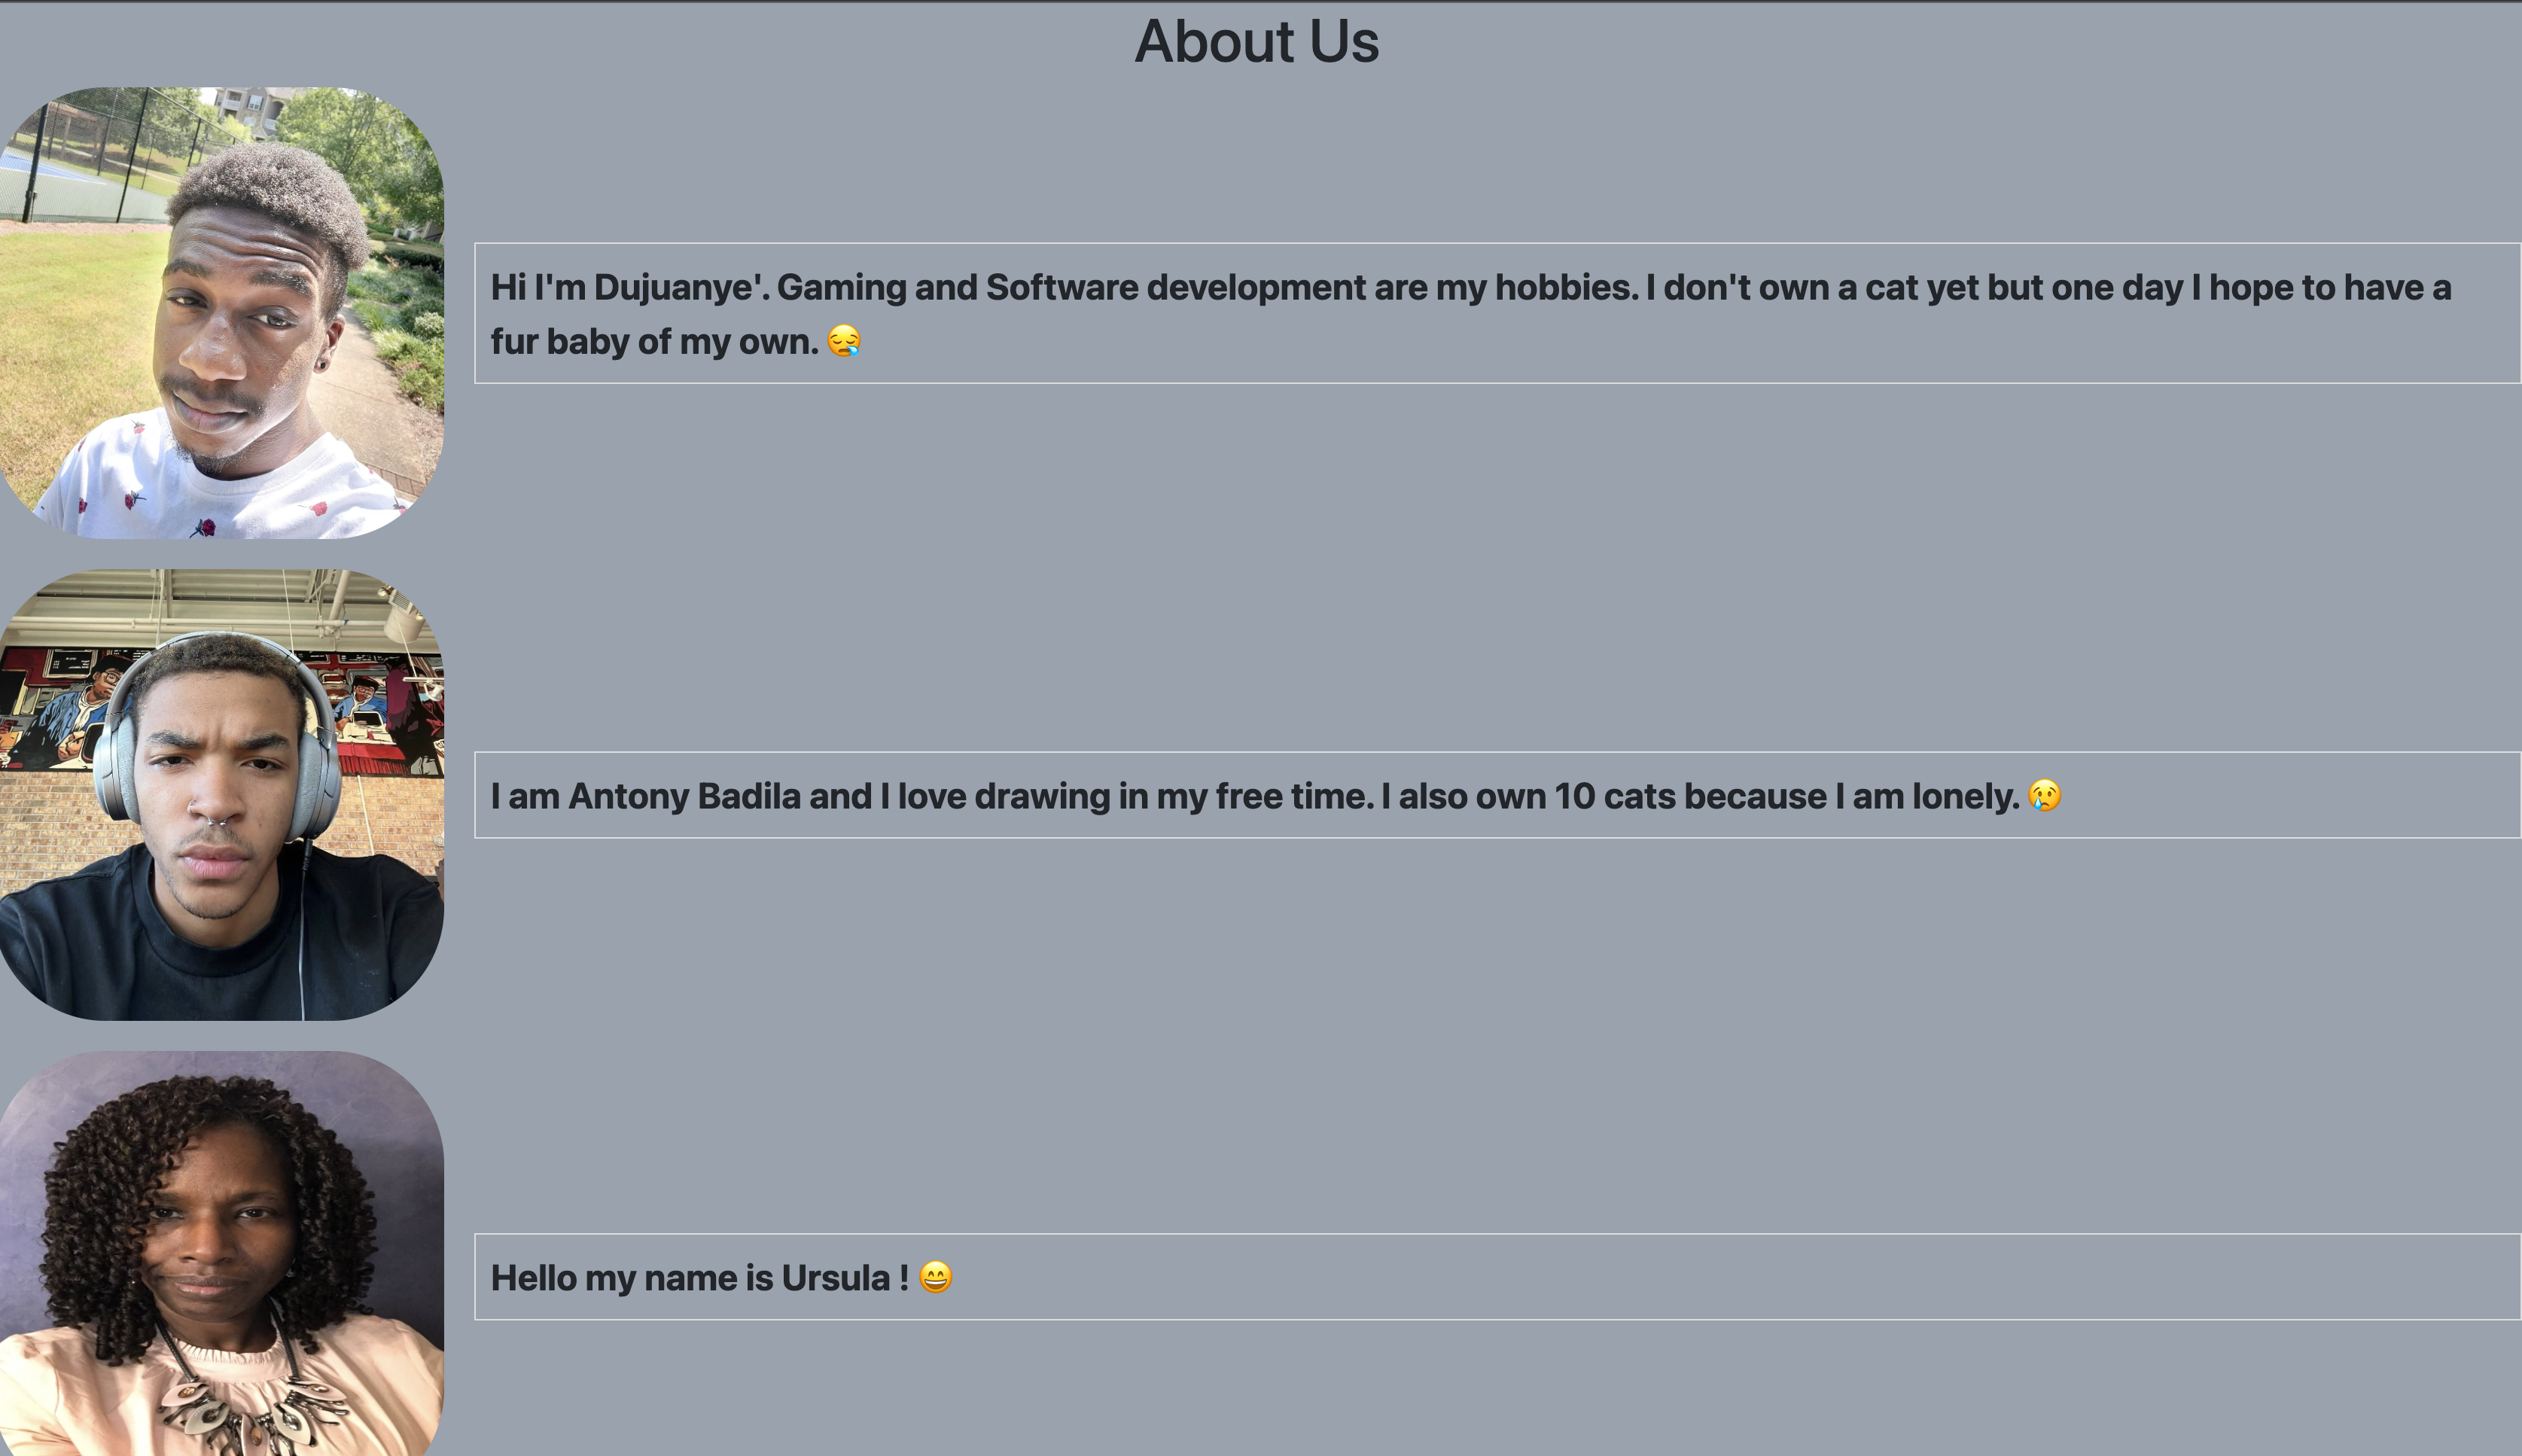 About Us
Hi I'm Dujuanye'. Gaming and Software development are my hobbies. I don't own a cat yet but one day I hope to have a
fur baby of my own. 😪
I am Antony Badila and I love drawing in my free time. I also own 10 cats because I am lonely. 😢
Hello my name is Ursula ! 😄